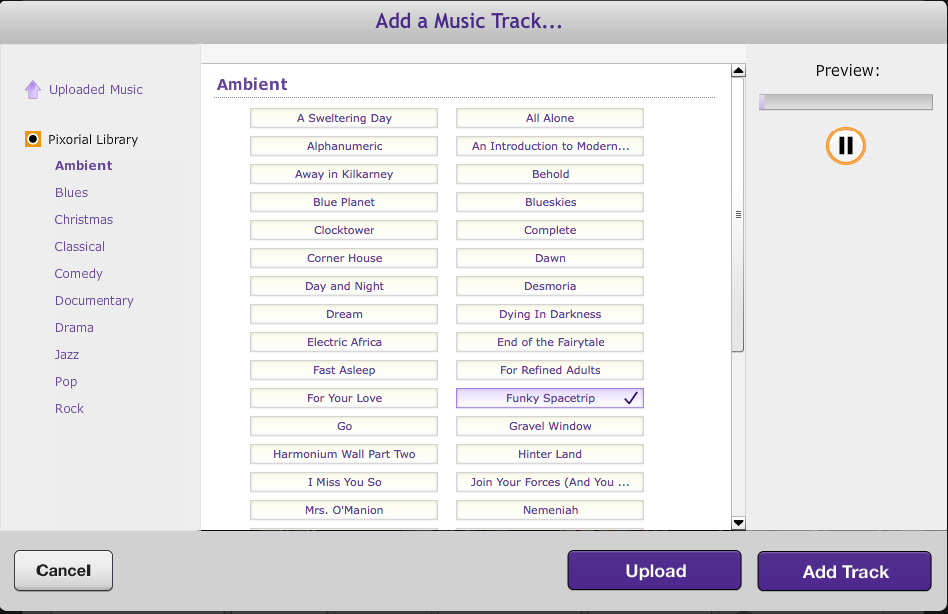 Add a Music Track...
Uploaded Music
Pixorial Library
Ambient
Blues
Christmas
Classical
Comedy
Documentary
Drama
Jazz
Pop
Rock
Ambient
A Sweltering Day
All Alone
Alphanumeric
An Introduction to Modern...
Away in Kilkarney
Behold
Blue Planet
Blueskies
Clocktower
Complete
Corner House
Dawn
Day and Night
Desmoria
Dream
Dying In Darkness
Electric Africa
End of the Fairytale
Fast Asleep
For Refined Adults
For Your Love
Funky Spacetrip
Go
Gravel Window
Harmonium Wall Part Two
Hinter Land
I Miss You So
Join Your Forces (And You ...
Mrs. O'Manion
Nemeniah
Preview:
Cancel
Upload
Add Track